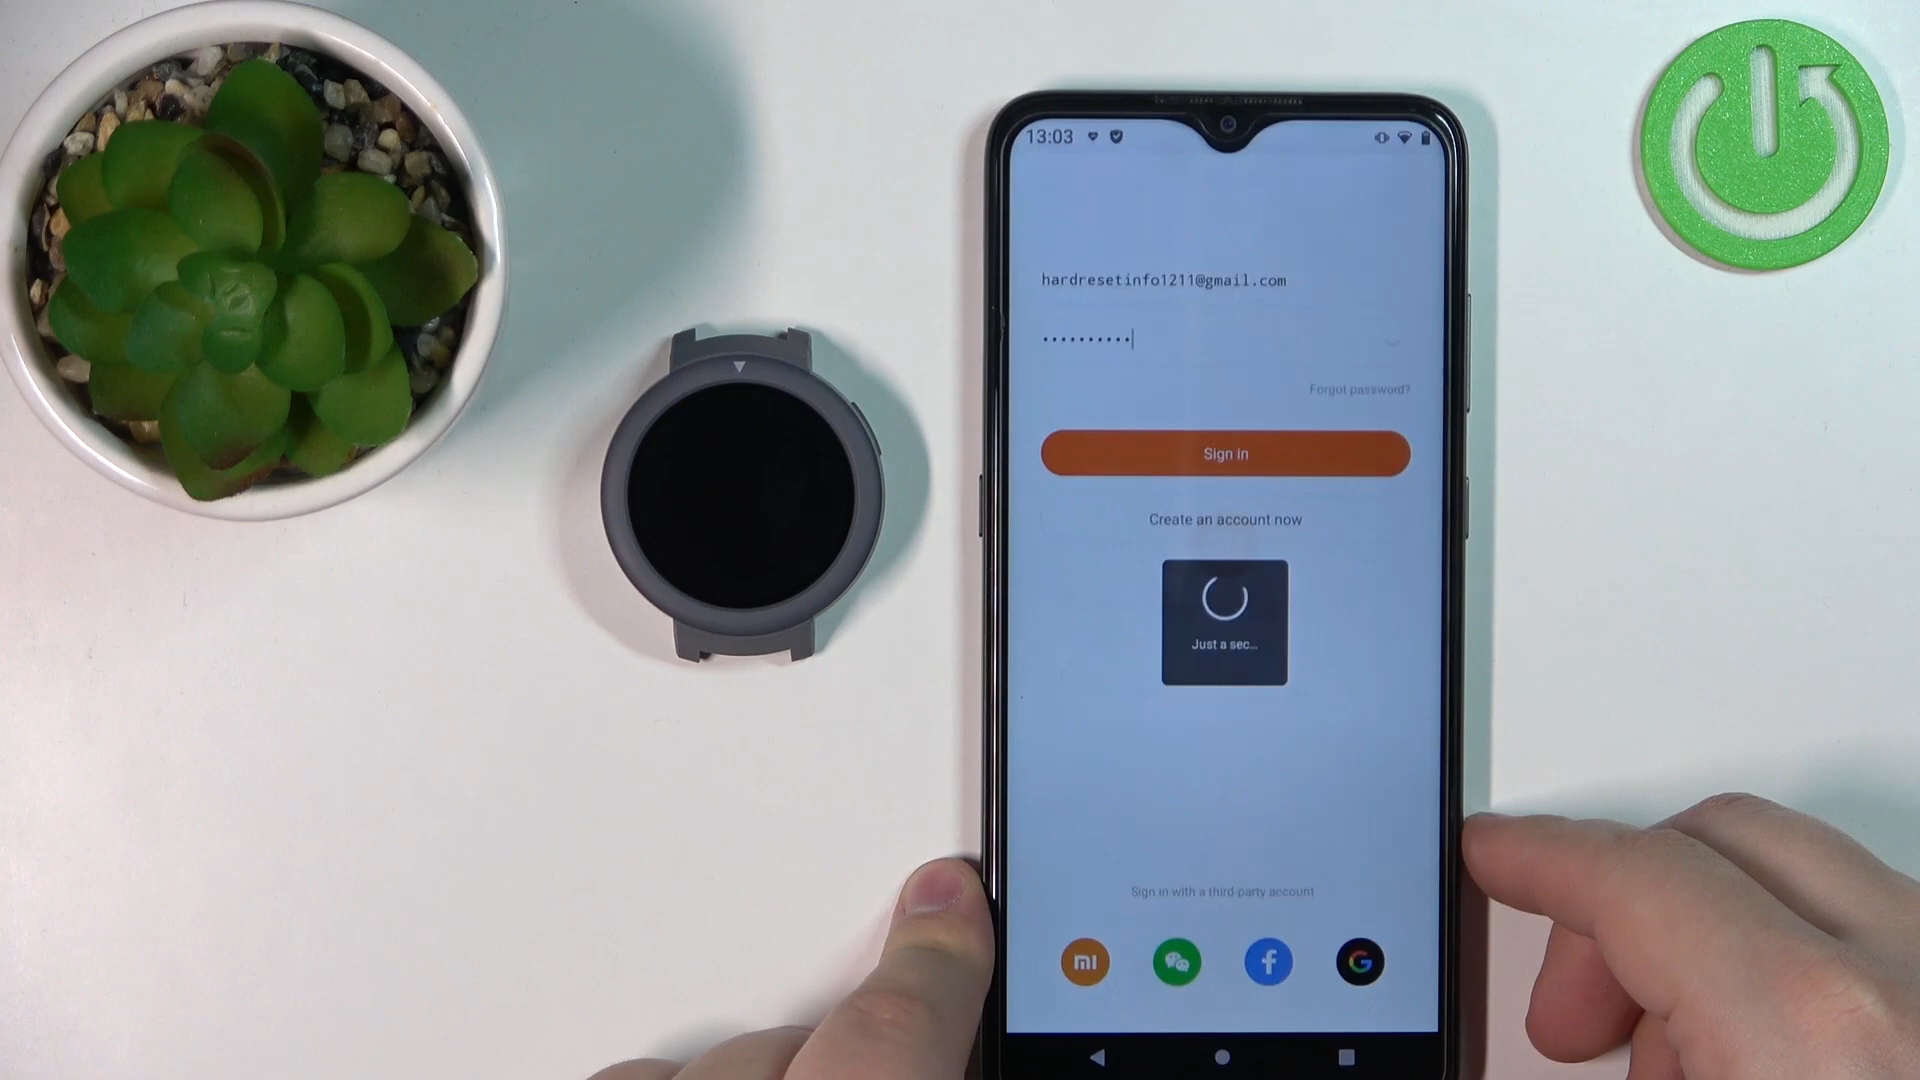 13:03
hardresetinfo1211@gmail.com
••••••••••
Forgot password?
Sign in
Create an account now
Just a sec...
Sign in with a third-party account
mi
f
G